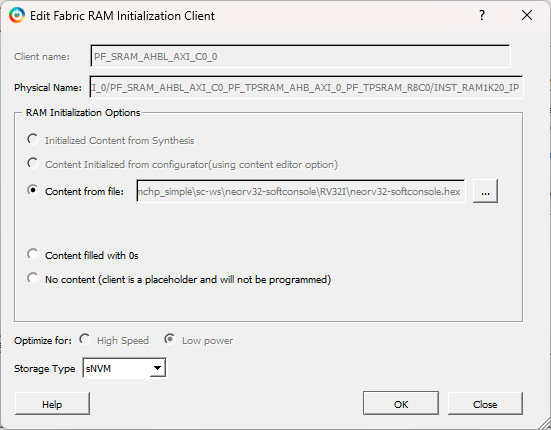 Edit Fabric RAM Initialization Client
Client name: PF_SRAM_AHBL_AXI_C0_0
Physical Name: I_0/PF_SRAM_AHBL_AXI_C0_PF_TPSRAM_AHB_AXI_0_PF_TPSRAM_R8C0/INST_RAM1K20_IP
RAM Initialization Options
Initialized Content from Synthesis
Content Initialized from configurator(using content editor option)
Content from file: mchp_simple\sc-ws\neorv32-softconsole\RV32I\neorv32-softconsole.hex ...
Content filled with 0s
No content (client is a placeholder and will not be programmed)
Optimize for: High Speed Low power
Storage Type sNVM
Help OK Close